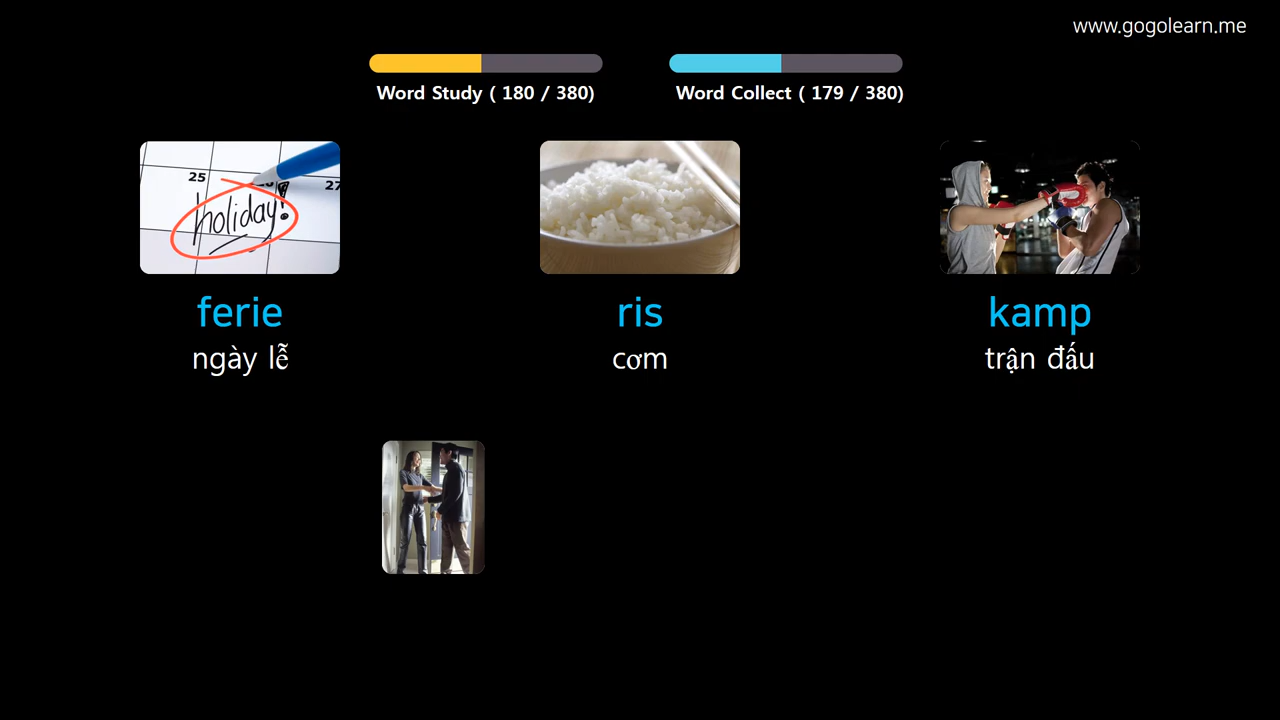 www.gogolearn.me
Word Study ( 180 / 380)
Word Collect ( 179 / 380)
25
27
holiday!
ferie
ris
kamp
ngày lễ
cơm
trận đấu